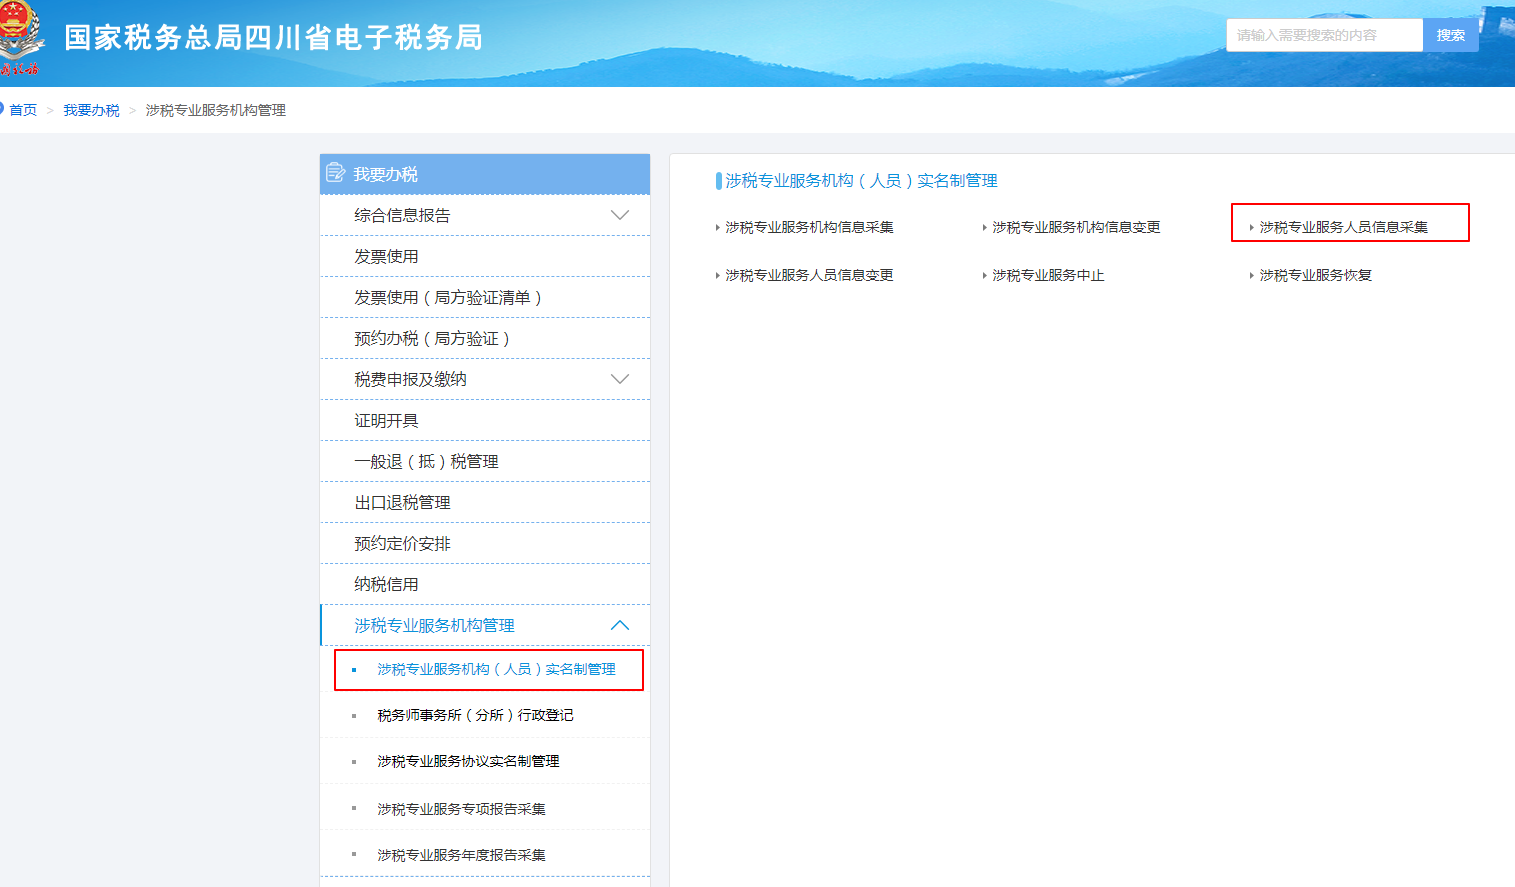 国家税务总局四川省电子税务局
请输入需要搜索的内容
搜索
首页 > 我要办税 > 涉税专业服务机构管理
我要办税
综合信息报告
发票使用
发票使用（局方验证清单）
预约办税（局方验证）
税费申报及缴纳
证明开具
一般退（抵）税管理
出口退税管理
预约定价安排
纳税信用
涉税专业服务机构管理
涉税专业服务机构（人员）实名制管理
税务师事务所（分所）行政登记
涉税专业服务协议实名制管理
涉税专业服务专项报告采集
涉税专业服务年度报告采集
涉税专业服务机构（人员）实名制管理
涉税专业服务机构信息采集
涉税专业服务机构信息变更
涉税专业服务人员信息采集
涉税专业服务人员信息变更
涉税专业服务中止
涉税专业服务恢复